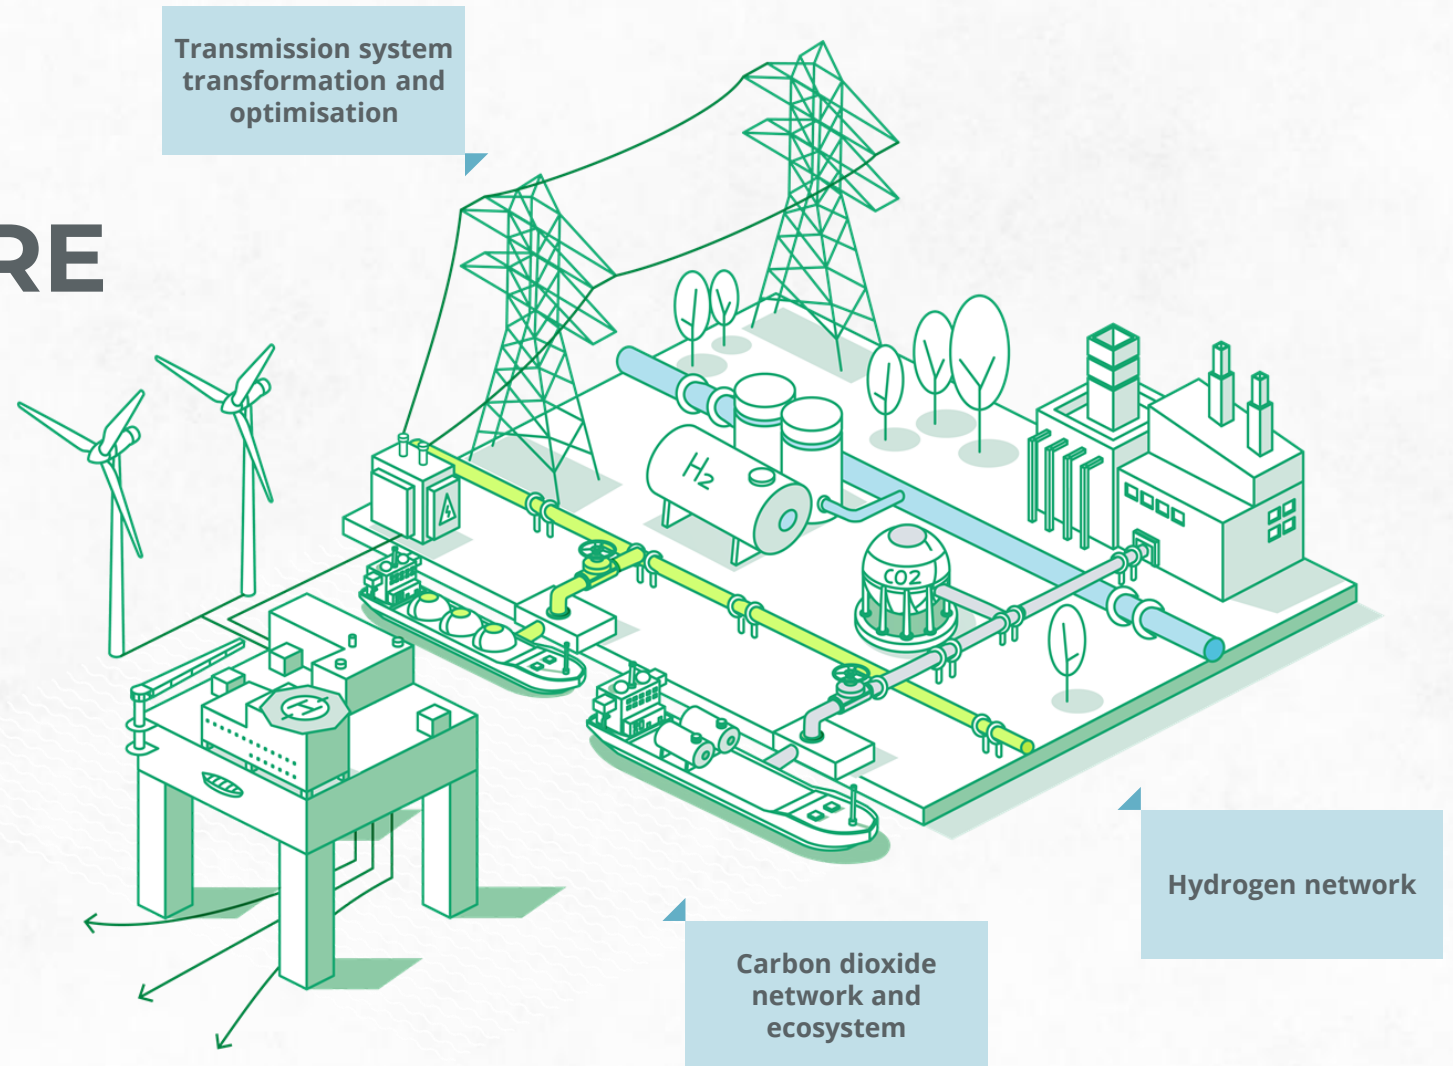 Transmission system
transformation and
optimisation
RE
H2
CO2
H
Hydrogen network
Carbon dioxide
network and
ecosystem